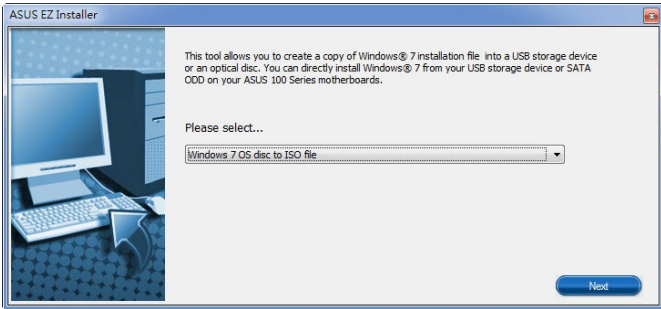 ASUS EZ Installer
This tool allows you to create a copy of Windows® 7 installation file into a USB storage device
or an optical disc. You can directly install Windows® 7 from your USB storage device or SATA
ODD on your ASUS 100 Series motherboards.
Please select...
Windows 7 OS disc to ISO file
Next